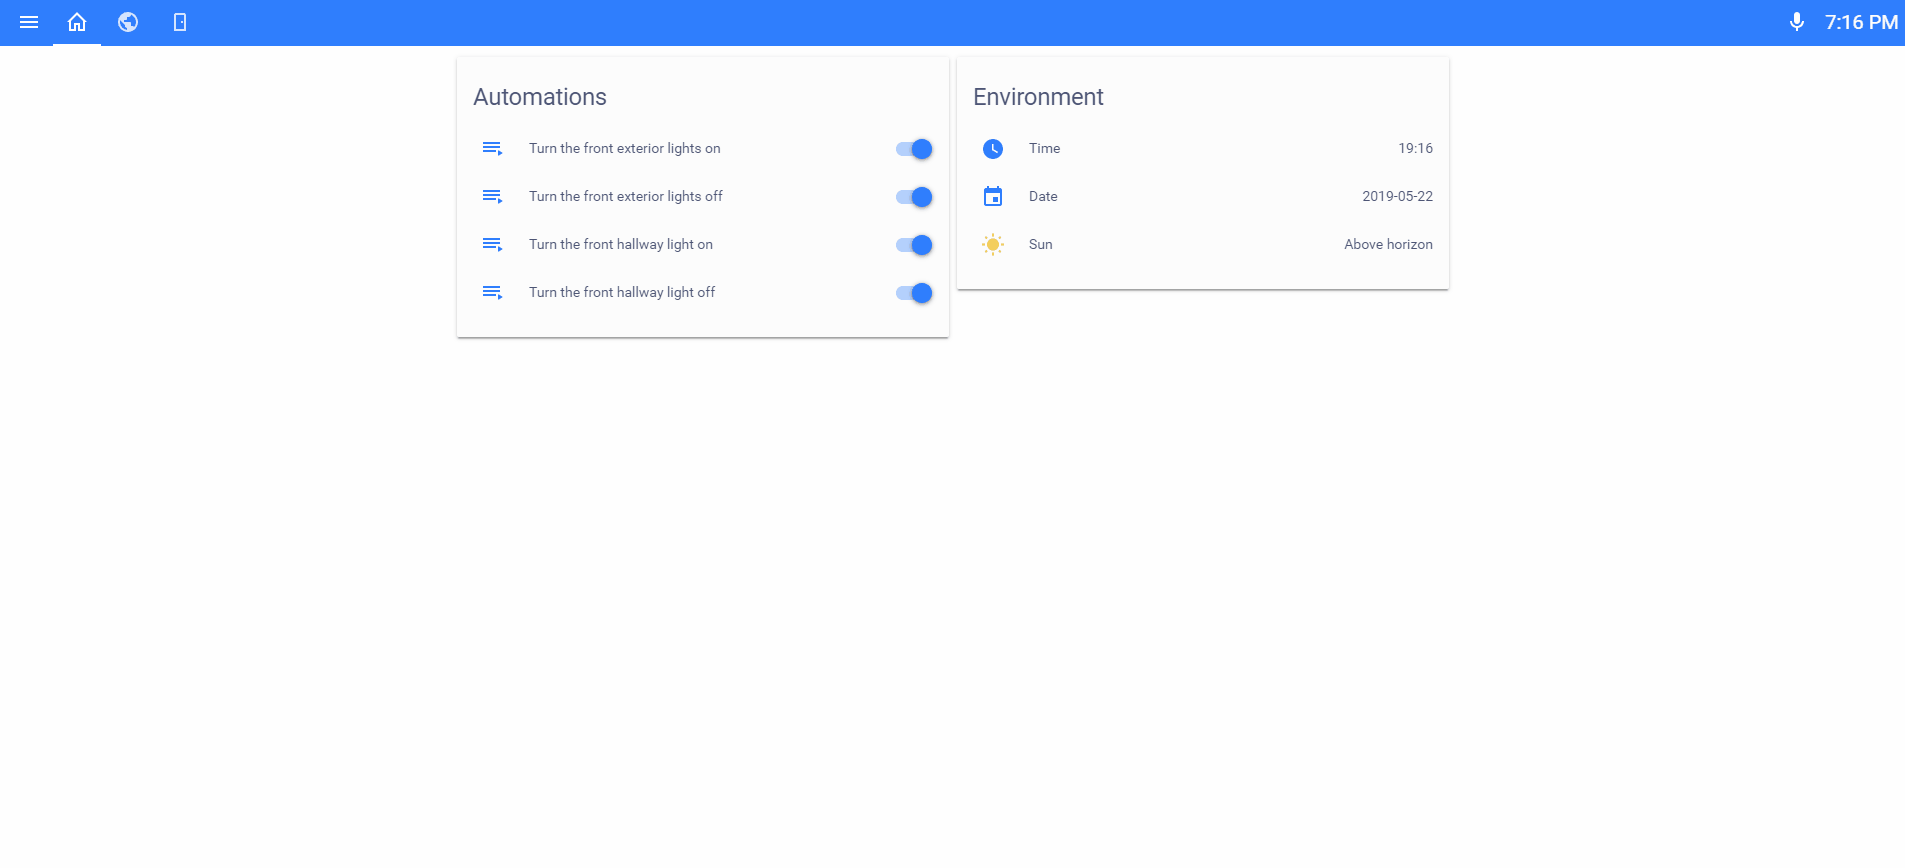 7:16 PM
Automations
Turn the front exterior lights on
Turn the front exterior lights off
Turn the front hallway light on
Turn the front hallway light off
Environment
Time 19:16
Date 2019-05-22
Sun Above horizon